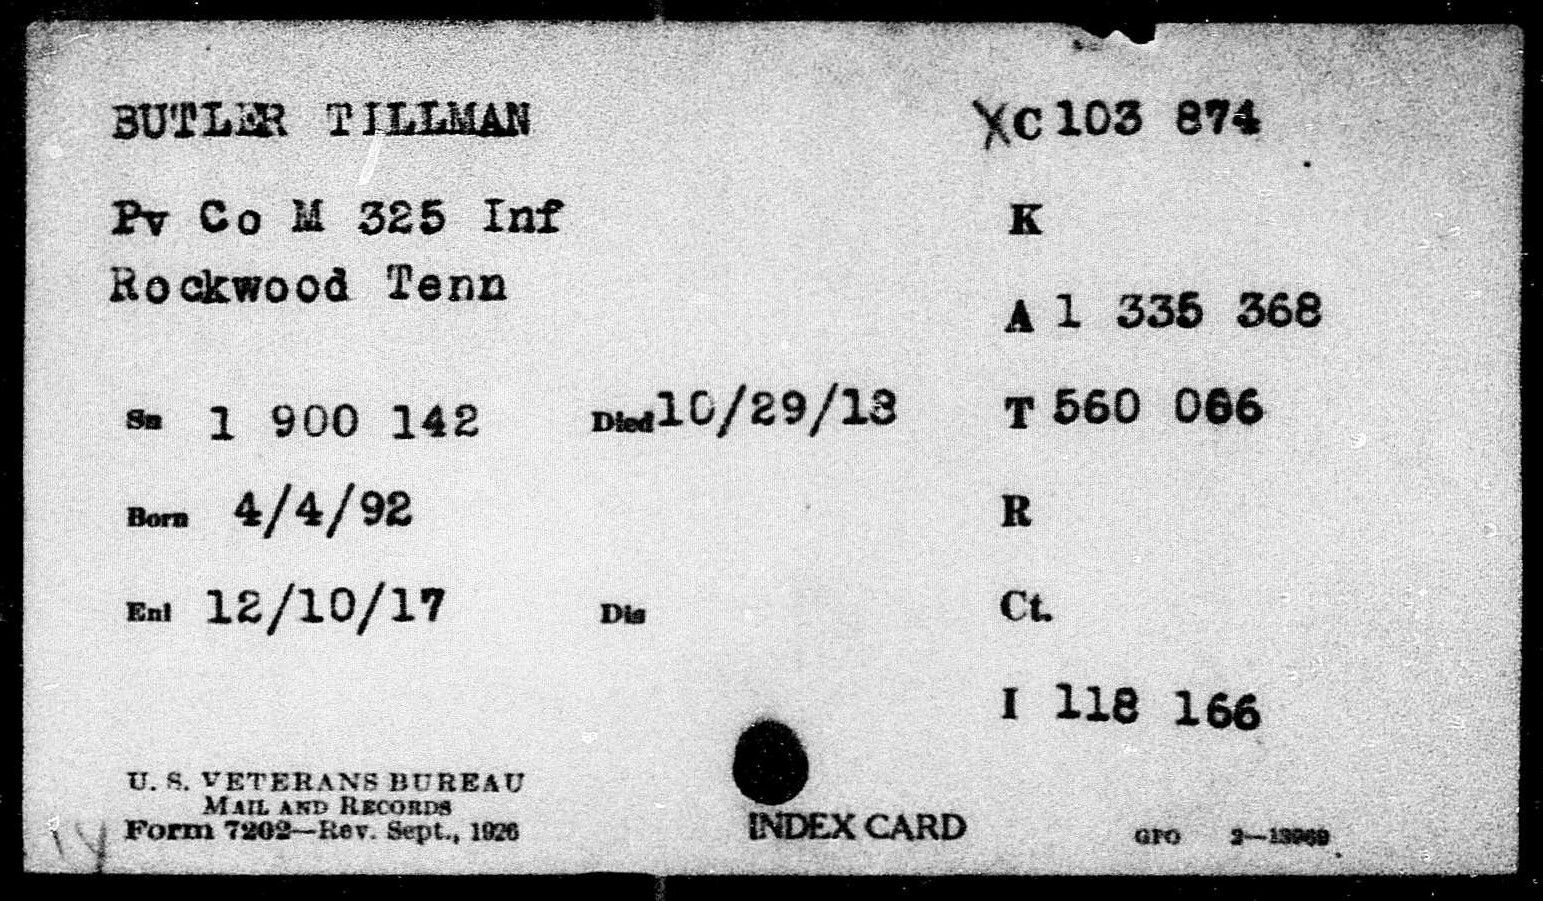 BUTLER TILLMAN
XC 103 874
Pv Co M 325 Inf
K
Rockwood Tenn
A 1 335 368
Sn 1 900 142
Died 10/29/18
T 560 066
Born 4/4/92
R
Enl 12/10/17
Dis
Ct.
I 118 166
U. S. VETERANS BUREAU
MAIL AND RECORDS
Form 7202—Rev. Sept., 1926
INDEX CARD
GPO